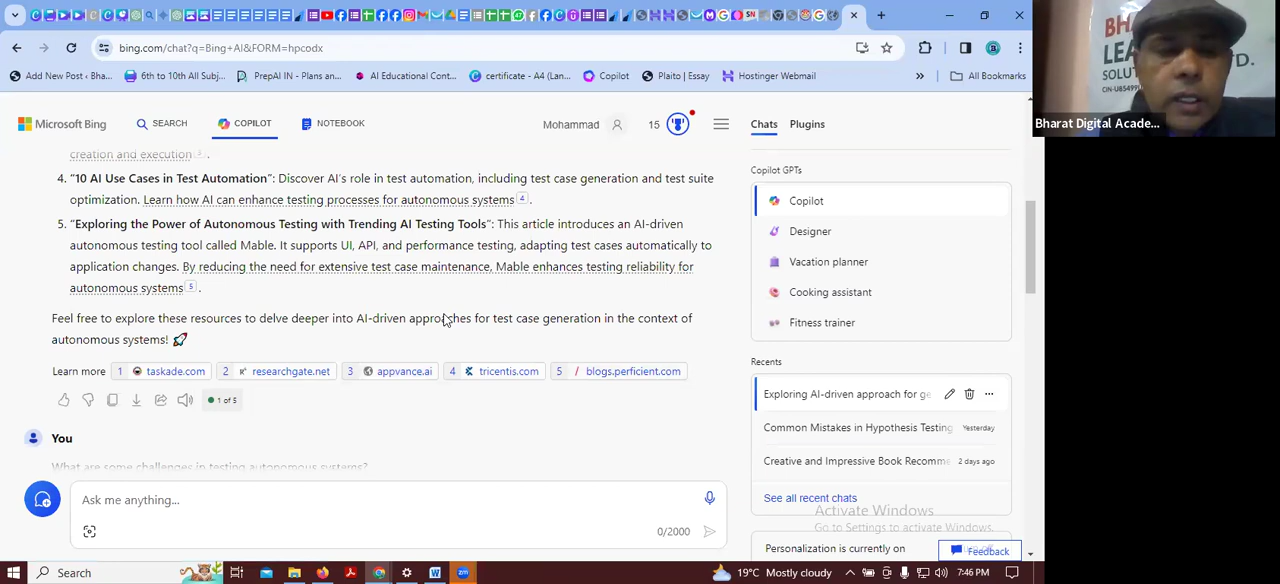 bing.com/chat?q=Bing+AI&FORM=hpcodx
Add New Post ‹ Bha...
6th to 10th All Subj...
PrepAI IN - Plans an...
AI Educational Cont...
certificate - A4 (Lan...
Copilot
Plaito | Essay
Hostinger Webmail
»
All Bookmarks
Microsoft Bing
SEARCH
COPILOT
NOTEBOOK
Mohammad
15
Chats
Plugins
creation and execution 3 .
4. "10 AI Use Cases in Test Automation": Discover AI's role in test automation, including test case generation and test suite
optimization. Learn how AI can enhance testing processes for autonomous systems 4 .
5. "Exploring the Power of Autonomous Testing with Trending AI Testing Tools": This article introduces an AI-driven
autonomous testing tool called Mable. It supports UI, API, and performance testing, adapting test cases automatically to
application changes. By reducing the need for extensive test case maintenance, Mable enhances testing reliability for
autonomous systems 5 .
Feel free to explore these resources to delve deeper into AI-driven approaches for test case generation in the context of
autonomous systems! 🚀
Learn more 1 taskade.com 2 researchgate.net 3 appvance.ai 4 tricentis.com 5 blogs.perficient.com
1 of 5
You
What are some challenges in testing autonomous systems?
Ask me anything...
0/2000
Copilot GPTs
Copilot
Designer
Vacation planner
Cooking assistant
Fitness trainer
Recents
Exploring AI-driven approach for ge
Common Mistakes in Hypothesis Testing Yesterday
Creative and Impressive Book Recomme 2 days ago
See all recent chats
Activate Windows
Go to Settings to activate Windows.
Personalization is currently on
Feedback
Search
19°C Mostly cloudy
7:46 PM
BHA
LEA
SOLUT
TD.
Bharat Digital Acade...